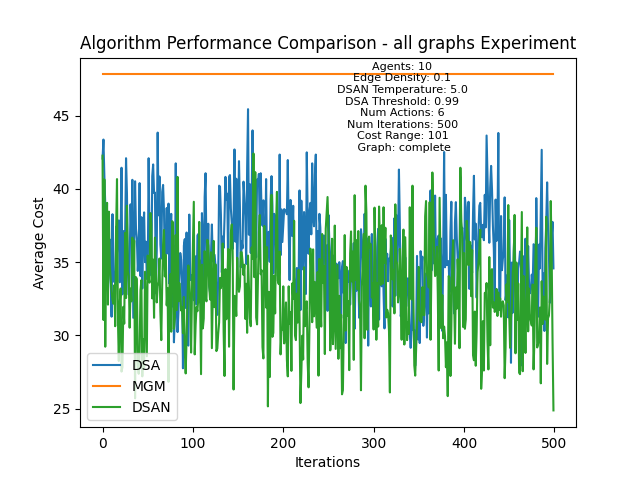 Algorithm Performance Comparison - all graphs Experiment
Agents: 10
Edge Density: 0.1
DSAN Temperature: 5.0
DSA Threshold: 0.99
Num Actions: 6
Num Iterations: 500
Cost Range: 101
Graph: complete
Average Cost
45
40
35
30
25
DSA
MGM
DSAN
0
100
200
300
400
500
Iterations